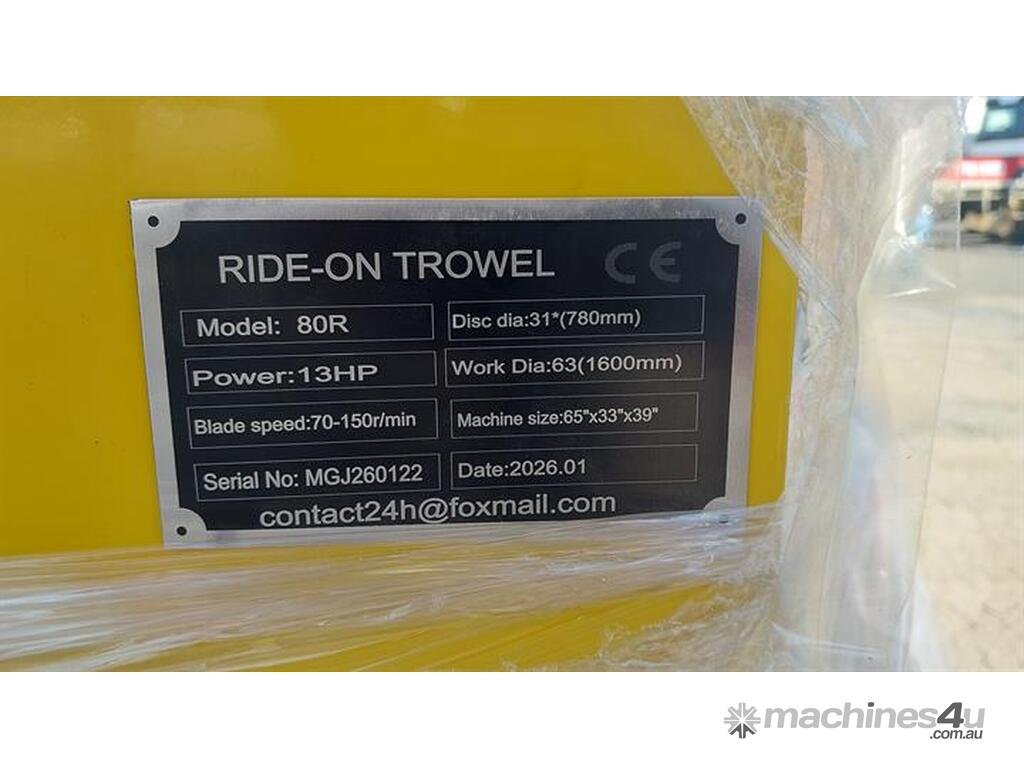 RIDE-ON TROWEL CE
Model: 80R
Disc dia:31*(780mm)
Power:13HP
Work Dia:63(1600mm)
Blade speed:70-150r/min
Machine size:65"x33"x39"
Serial No: MGJ260122
Date:2026.01
contact24h@foxmail.com
machines4u
.com.au